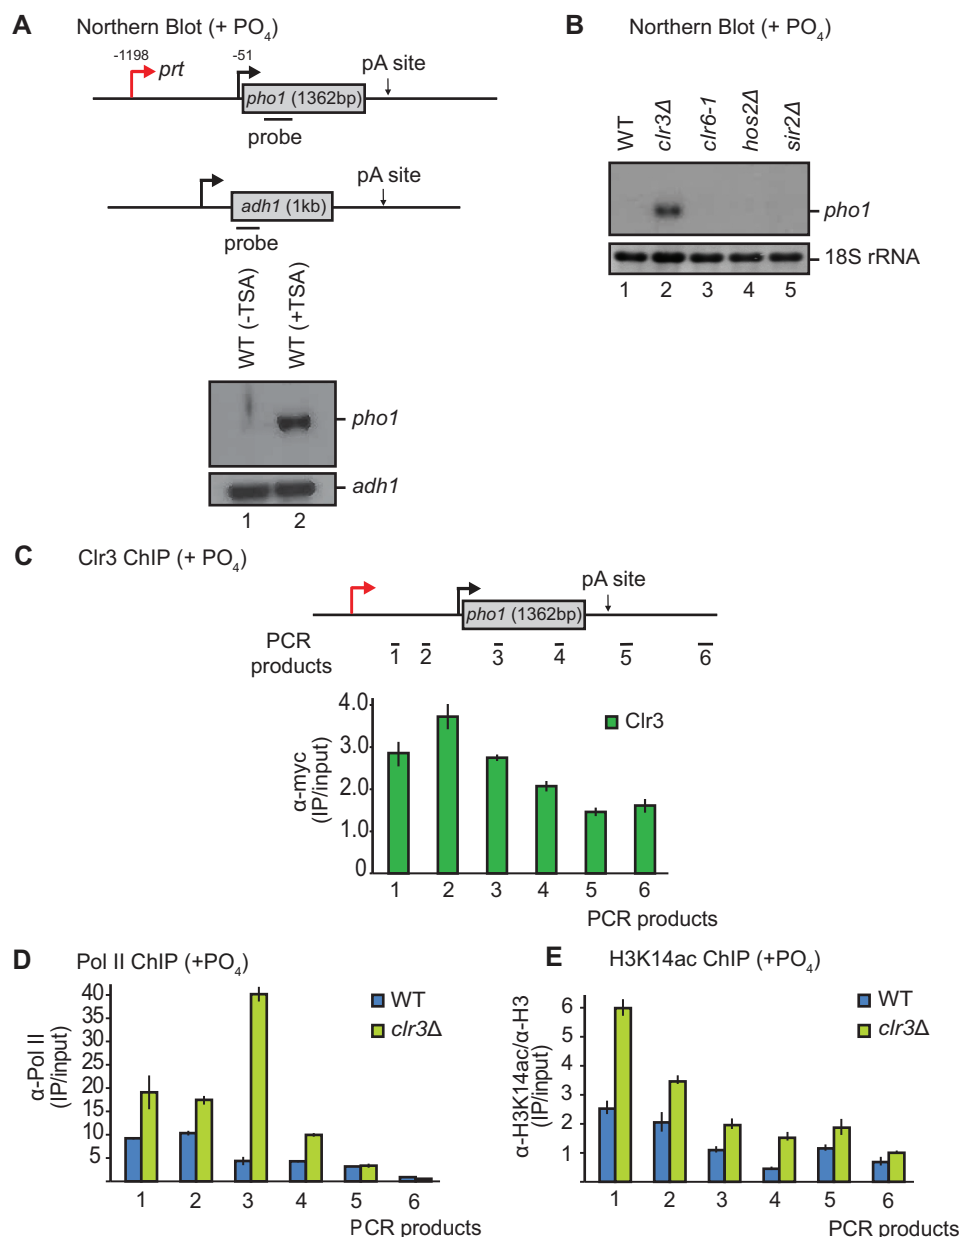 A Northern Blot (+ PO4)
-1198 prt -51 pA site
pho1 (1362bp)
probe
pA site
adh1 (1kb)
probe
WT (-TSA) WT (+TSA)
pho1
adh1
1 2
B Northern Blot (+ PO4)
WT clr3Δ clr6-1 hos2Δ sir2Δ
pho1
18S rRNA
1 2 3 4 5
C Clr3 ChIP (+ PO4)
pA site
pho1 (1362bp)
PCR products 1 2 3 4 5 6
α-myc (IP/input)
4.0
3.0
2.0
1.0
0
Clr3
1 2 3 4 5 6
PCR products
D Pol II ChIP (+PO4)
α-Pol II (IP/input)
40
35
30
25
20
15
10
5
WT
clr3Δ
1 2 3 4 5 6
PCR products
E H3K14ac ChIP (+PO4)
α-H3K14ac/α-H3 (IP/input)
6
5
4
3
2
1
WT
clr3Δ
1 2 3 4 5 6
PCR products